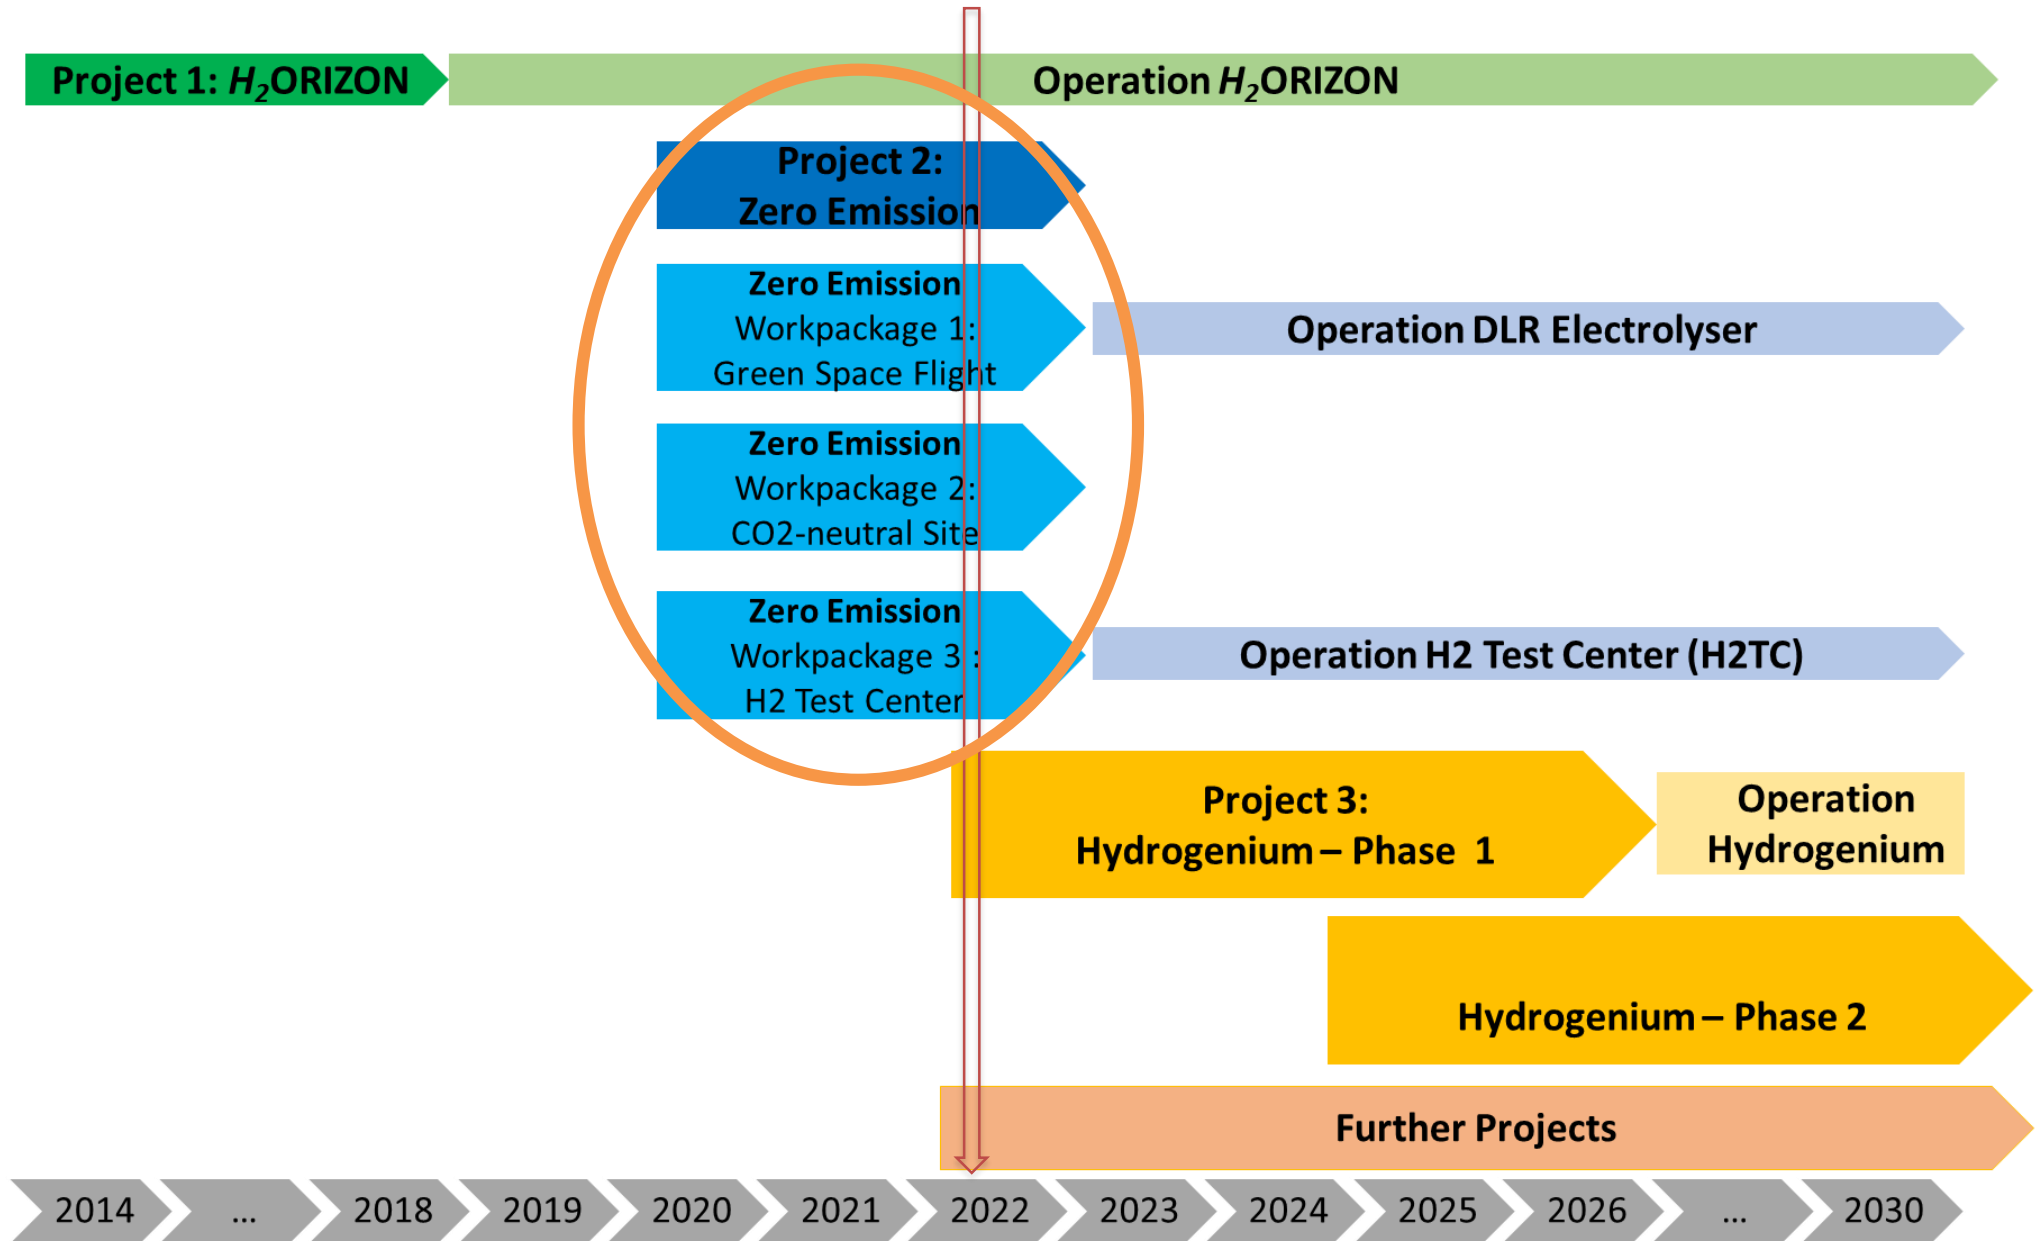 Project 1: H₂ORIZON
Operation H₂ORIZON
Project 2:
Zero Emission
Zero Emission
Workpackage 1:
Green Space Flight
Operation DLR Electrolyser
Zero Emission
Workpackage 2:
CO2-neutral Site
Zero Emission
Workpackage 3 :
H2 Test Center
Operation H2 Test Center (H2TC)
Project 3:
Hydrogenium – Phase 1
Operation
Hydrogenium
Hydrogenium – Phase 2
Further Projects
2014 ... 2018 2019 2020 2021 2022 2023 2024 2025 2026 ... 2030